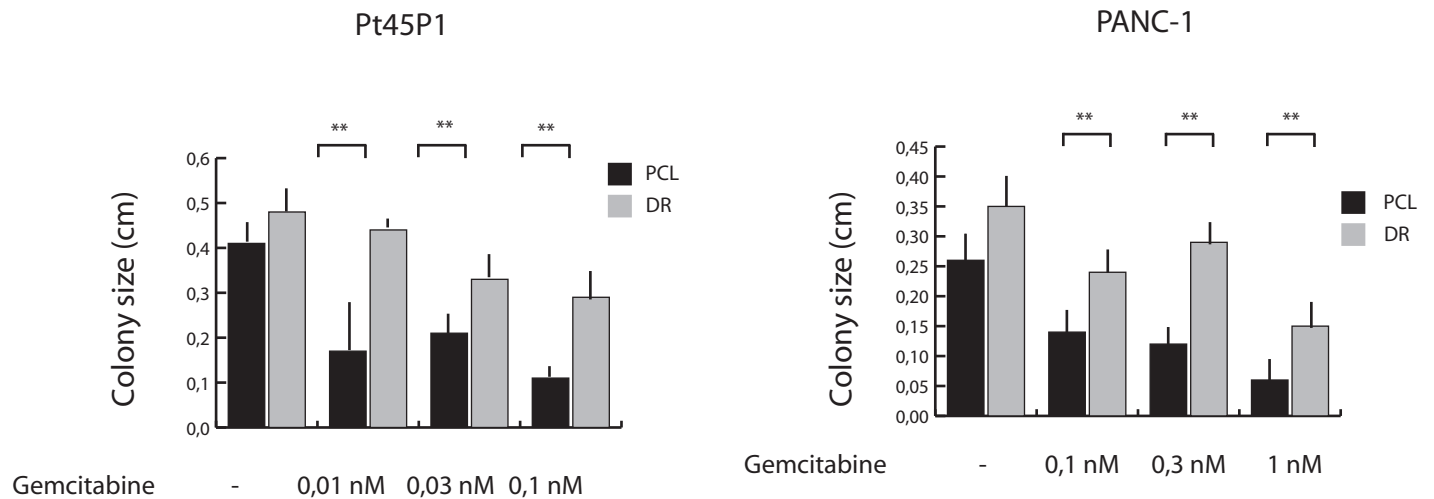 Pt45P1
** ** **
0,6
0,5
0,4
0,3
0,2
0,1
0,0
Colony size (cm)
PCL
DR
Gemcitabine - 0,01 nM 0,03 nM 0,1 nM
PANC-1
** ** **
0,45
0,40
0,35
0,30
0,25
0,20
0,15
0,10
0,05
0,00
Colony size (cm)
PCL
DR
Gemcitabine - 0,1 nM 0,3 nM 1 nM